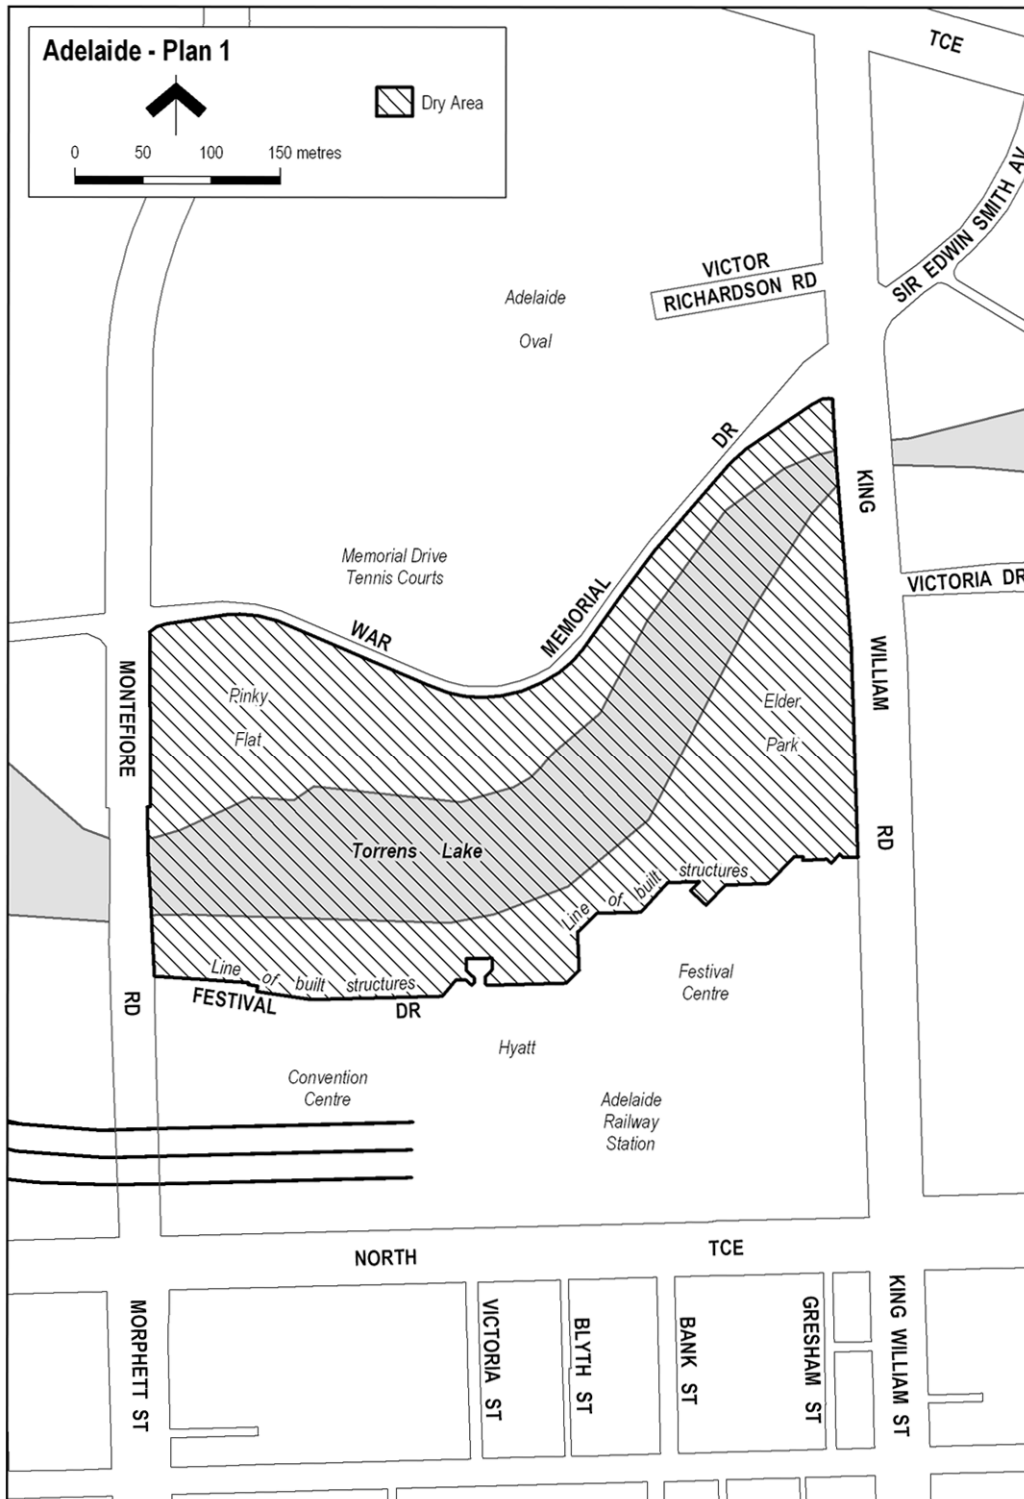 Adelaide - Plan 1
Dry Area
0 50 100 150 metres
TCE
SIR EDWIN SMITH AV
VICTOR
RICHARDSON RD
Adelaide
Oval
DR
KING
Memorial Drive
Tennis Courts
VICTORIA DR
MEMORIAL
WAR
MONTEFIORE
WILLIAM
Pinky
Flat
Elder
Park
RD
Torrens Lake
Line of built structures
Line of built structures
FESTIVAL
DR
RD
Festival
Centre
Hyatt
Convention
Centre
Adelaide
Railway
Station
NORTH
TCE
MORPHETT ST
VICTORIA ST
BLYTH ST
BANK ST
GRESHAM ST
KING WILLIAM ST